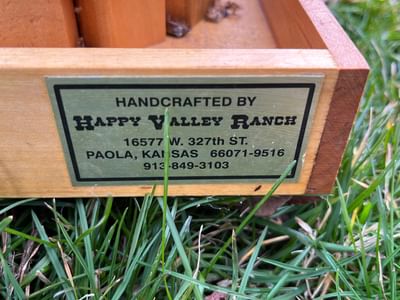 HANDCRAFTED BY
HAPPY VALLEY RANCH
16577 W. 327th ST.
PAOLA, KANSAS 66071-9516
913-849-3103